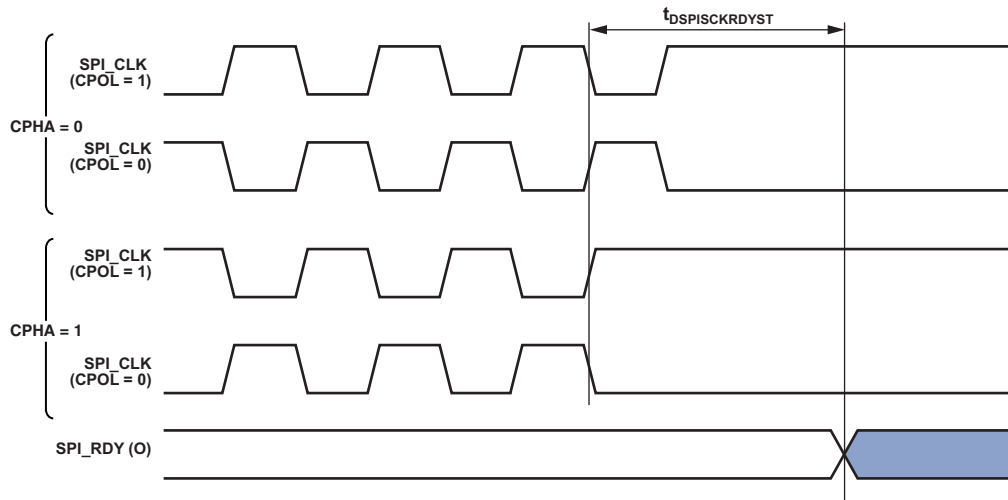 tDSPISCKRDYST
SPI_CLK
(CPOL = 1)
CPHA = 0
SPI_CLK
(CPOL = 0)
SPI_CLK
(CPOL = 1)
CPHA = 1
SPI_CLK
(CPOL = 0)
SPI_RDY (O)